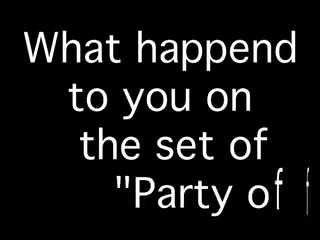 What happend
to you on
the set of
"Party of